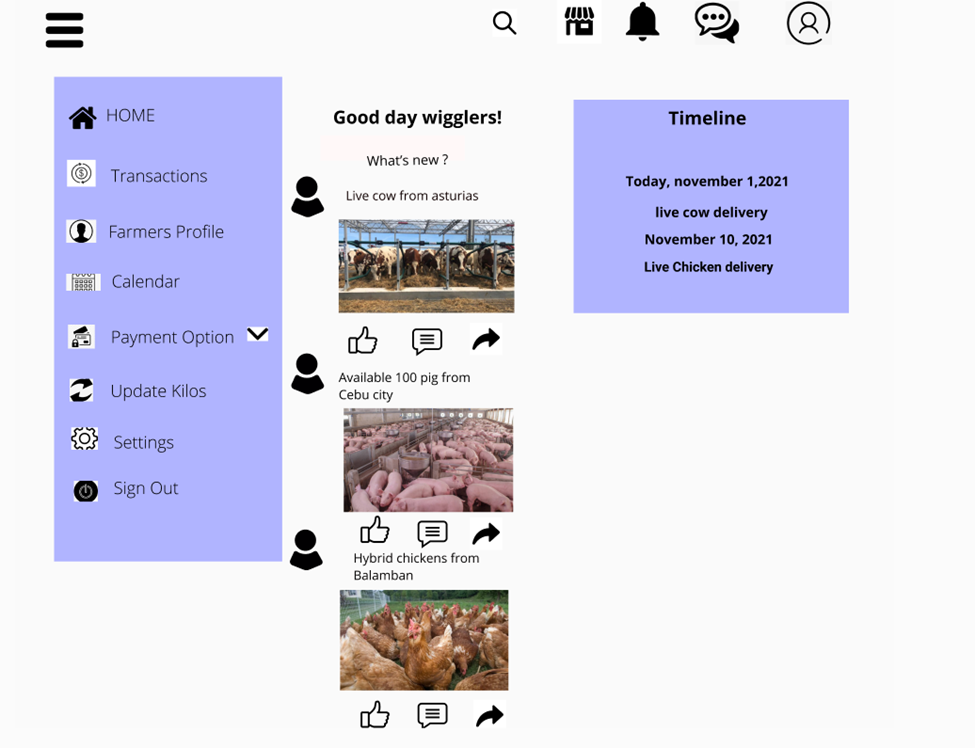 HOME
Transactions
Farmers Profile
Calendar
Payment Option
Update Kilos
Settings
Sign Out
Good day wigglers!
What's new ?
Live cow from asturias
Available 100 pig from
Cebu city
Hybrid chickens from
Balamban
Timeline
Today, november 1,2021
live cow delivery
November 10, 2021
Live Chicken delivery